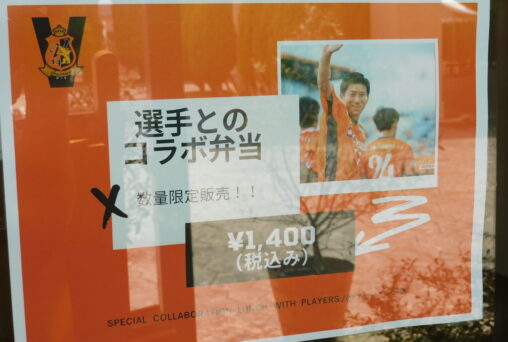 選手との
コラボ弁当
数量限定販売！！
¥1,400
（税込み）
SPECIAL COLLABORATION LUNCH WITH PLAYERS
94